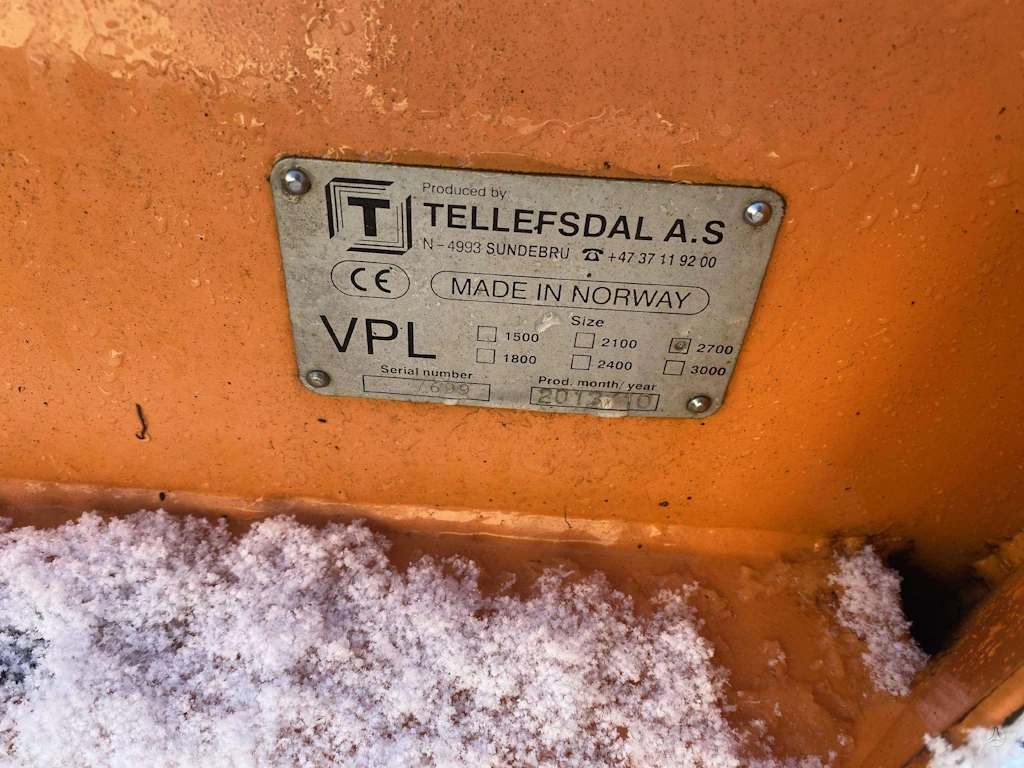 T
Produced by:
TELLEFSDAL A.S
N-4993 SUNDEBRU ☎ +47 37 11 92 00
CE
MADE IN NORWAY
VPL
Size
1500 2100 2700
1800 2400 3000
Serial number
7699
Prod. month/year